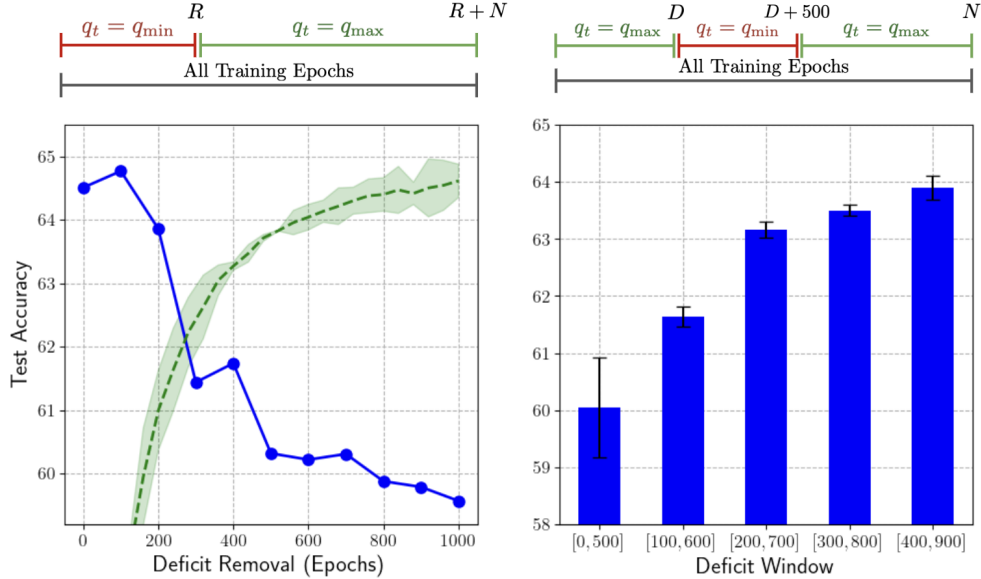 R
R + N
q_t = q_min
q_t = q_max
All Training Epochs
65
64
63
62
61
60
Test Accuracy
0
200
400
600
800
1000
Deficit Removal (Epochs)
D
D + 500
N
q_t = q_max
q_t = q_min
q_t = q_max
All Training Epochs
65
64
63
62
61
60
59
58
[0, 500]
[100, 600]
[200, 700]
[300, 800]
[400, 900]
Deficit Window